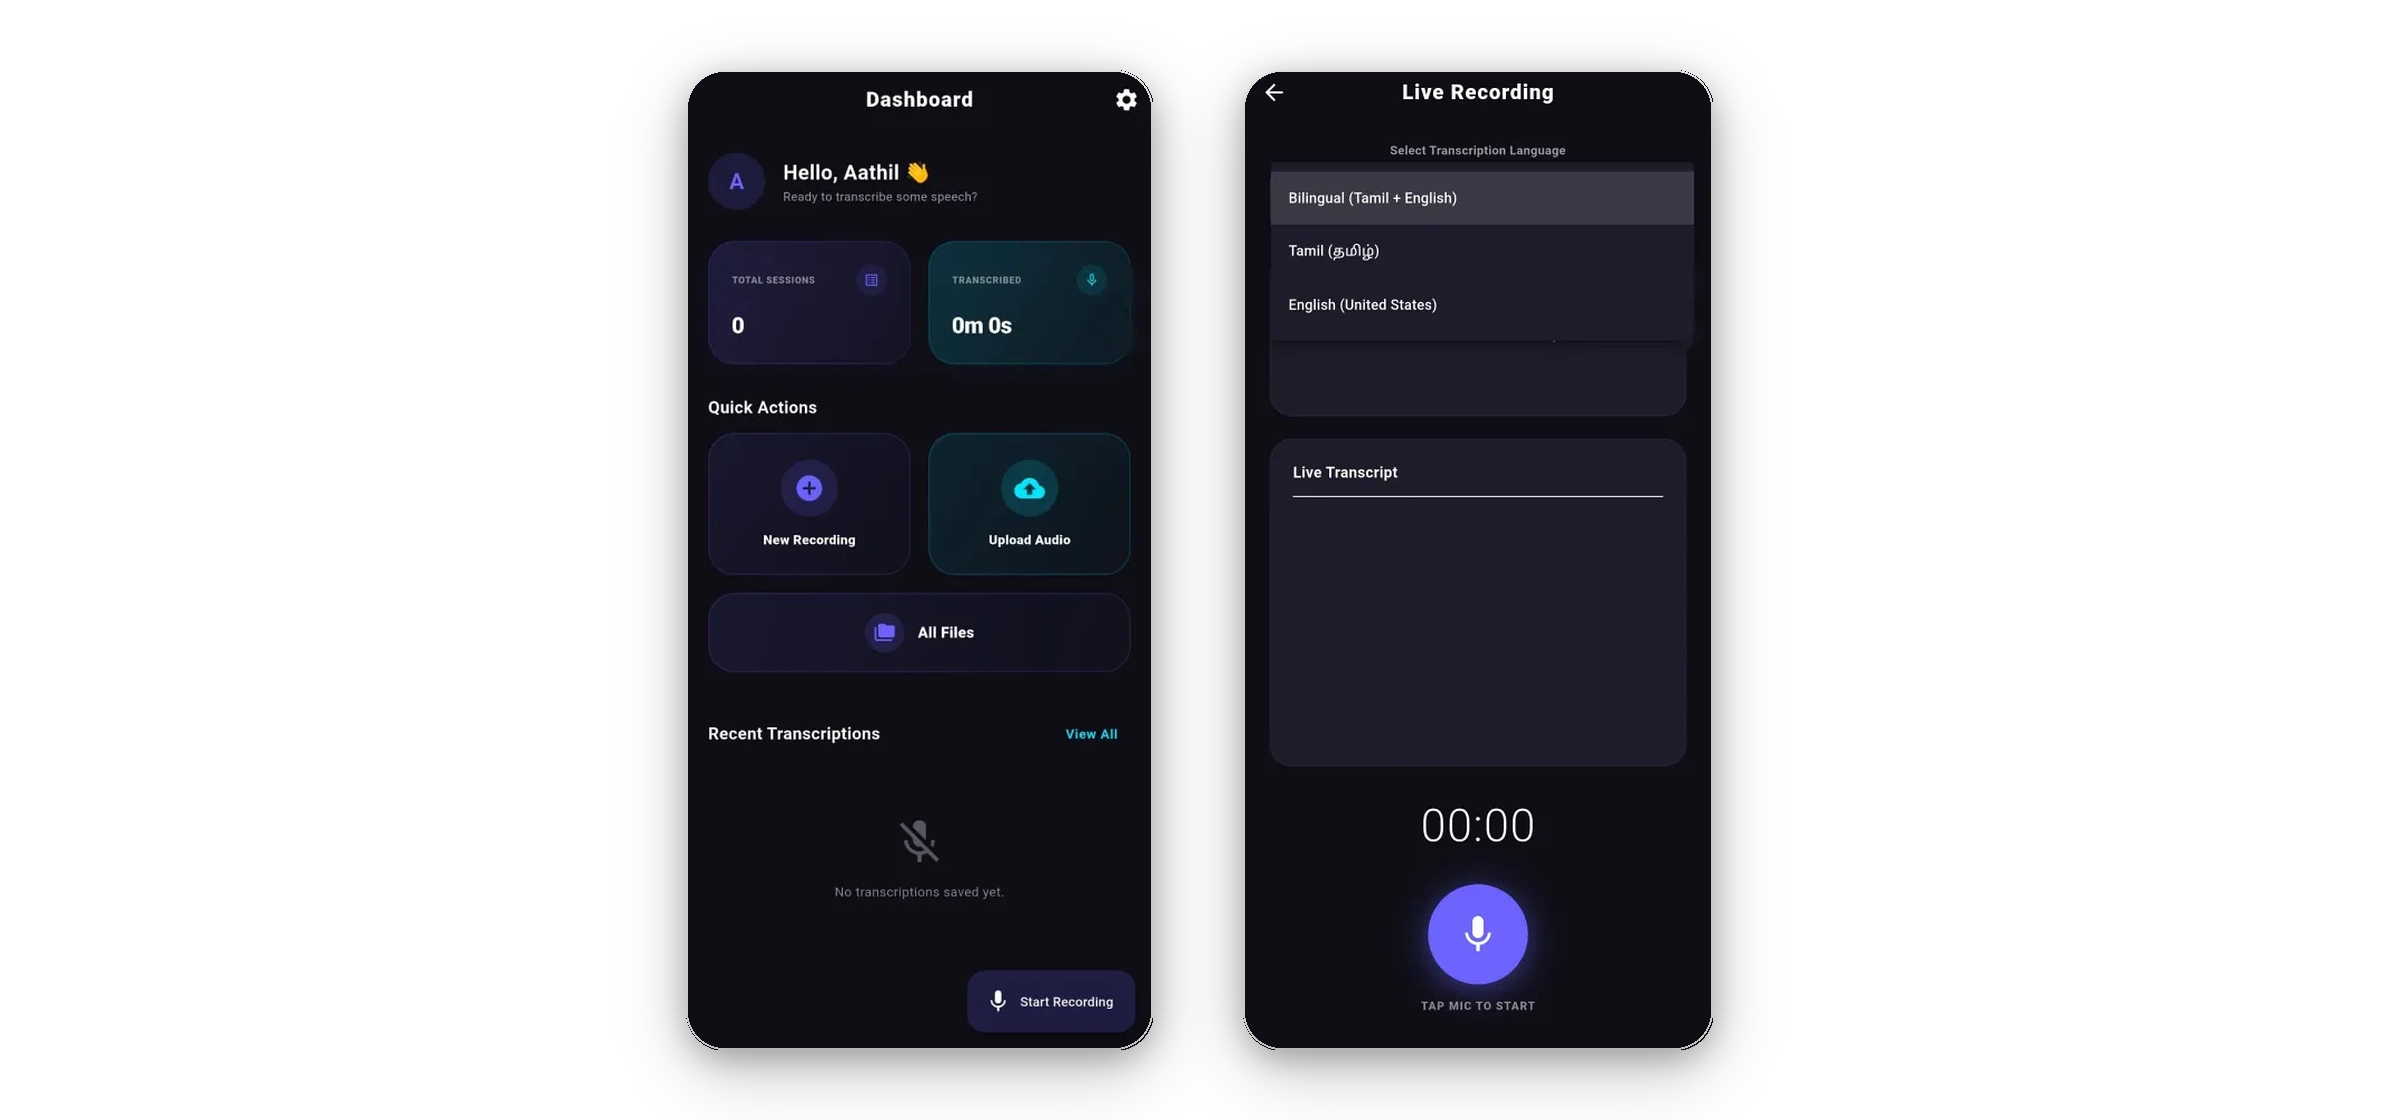 Dashboard
A
Hello, Aathil 👋
Ready to transcribe some speech?
TOTAL SESSIONS
0
TRANSCRIBED
0m 0s
Quick Actions
New Recording
Upload Audio
All Files
Recent Transcriptions
View All
No transcriptions saved yet.
Start Recording
Live Recording
Select Transcription Language
Bilingual (Tamil + English)
Tamil (தமிழ்)
English (United States)
Live Transcript
00:00
TAP MIC TO START